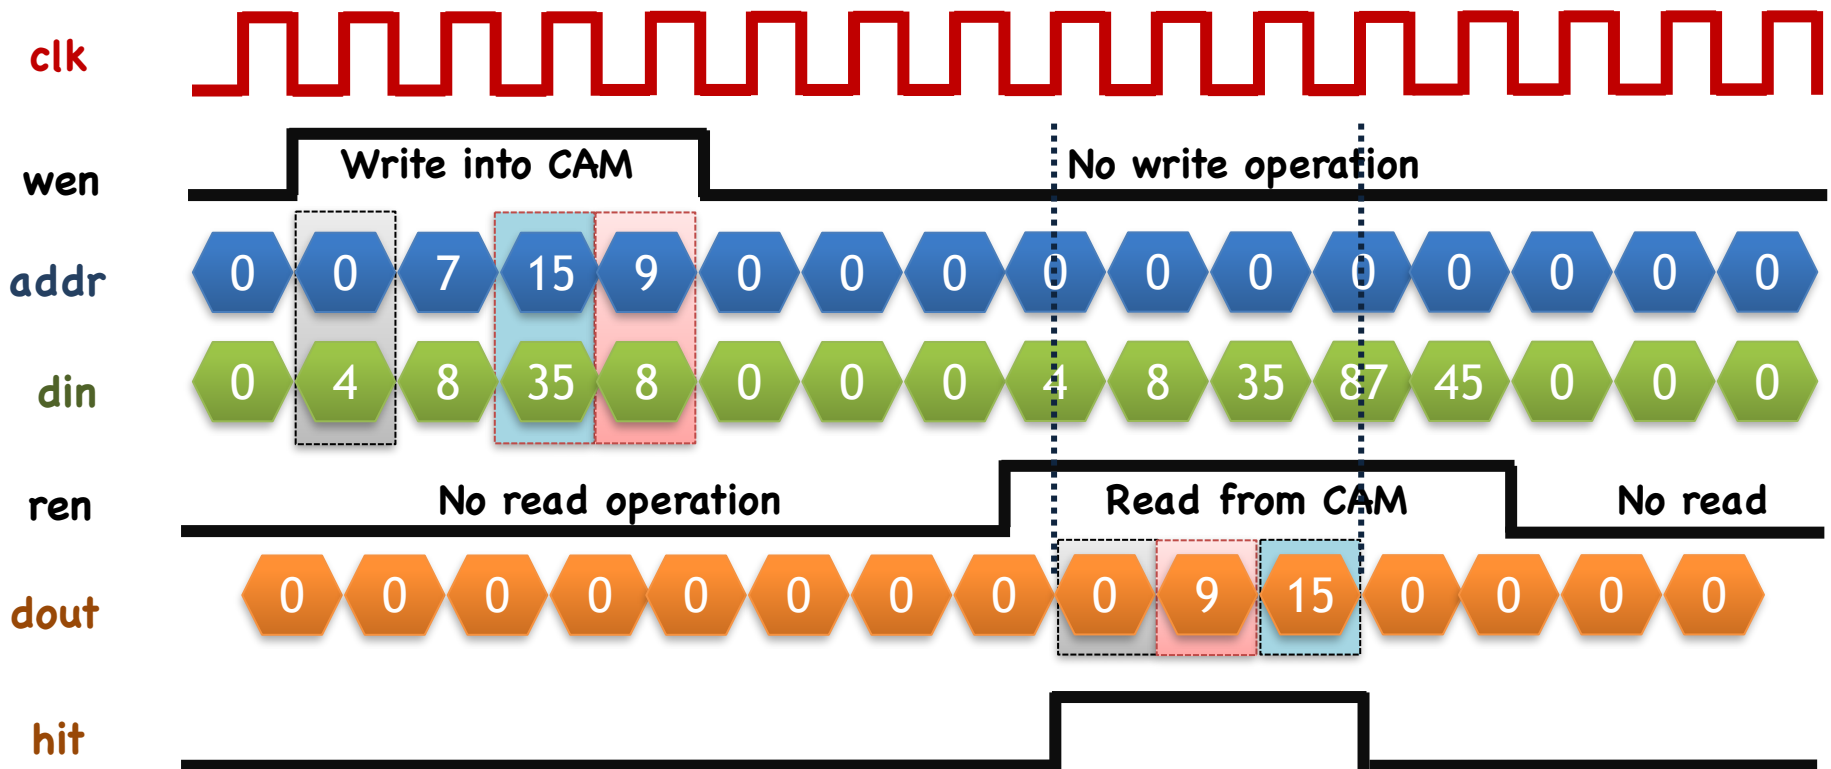 clk
wen Write into CAM No write operation
addr 0 0 7 15 9 0 0 0 0 0 0 0 0 0 0 0
din 0 4 8 35 8 0 0 0 4 8 35 87 45 0 0 0
ren No read operation Read from CAM No read
dout 0 0 0 0 0 0 0 0 0 9 15 0 0 0 0
hit